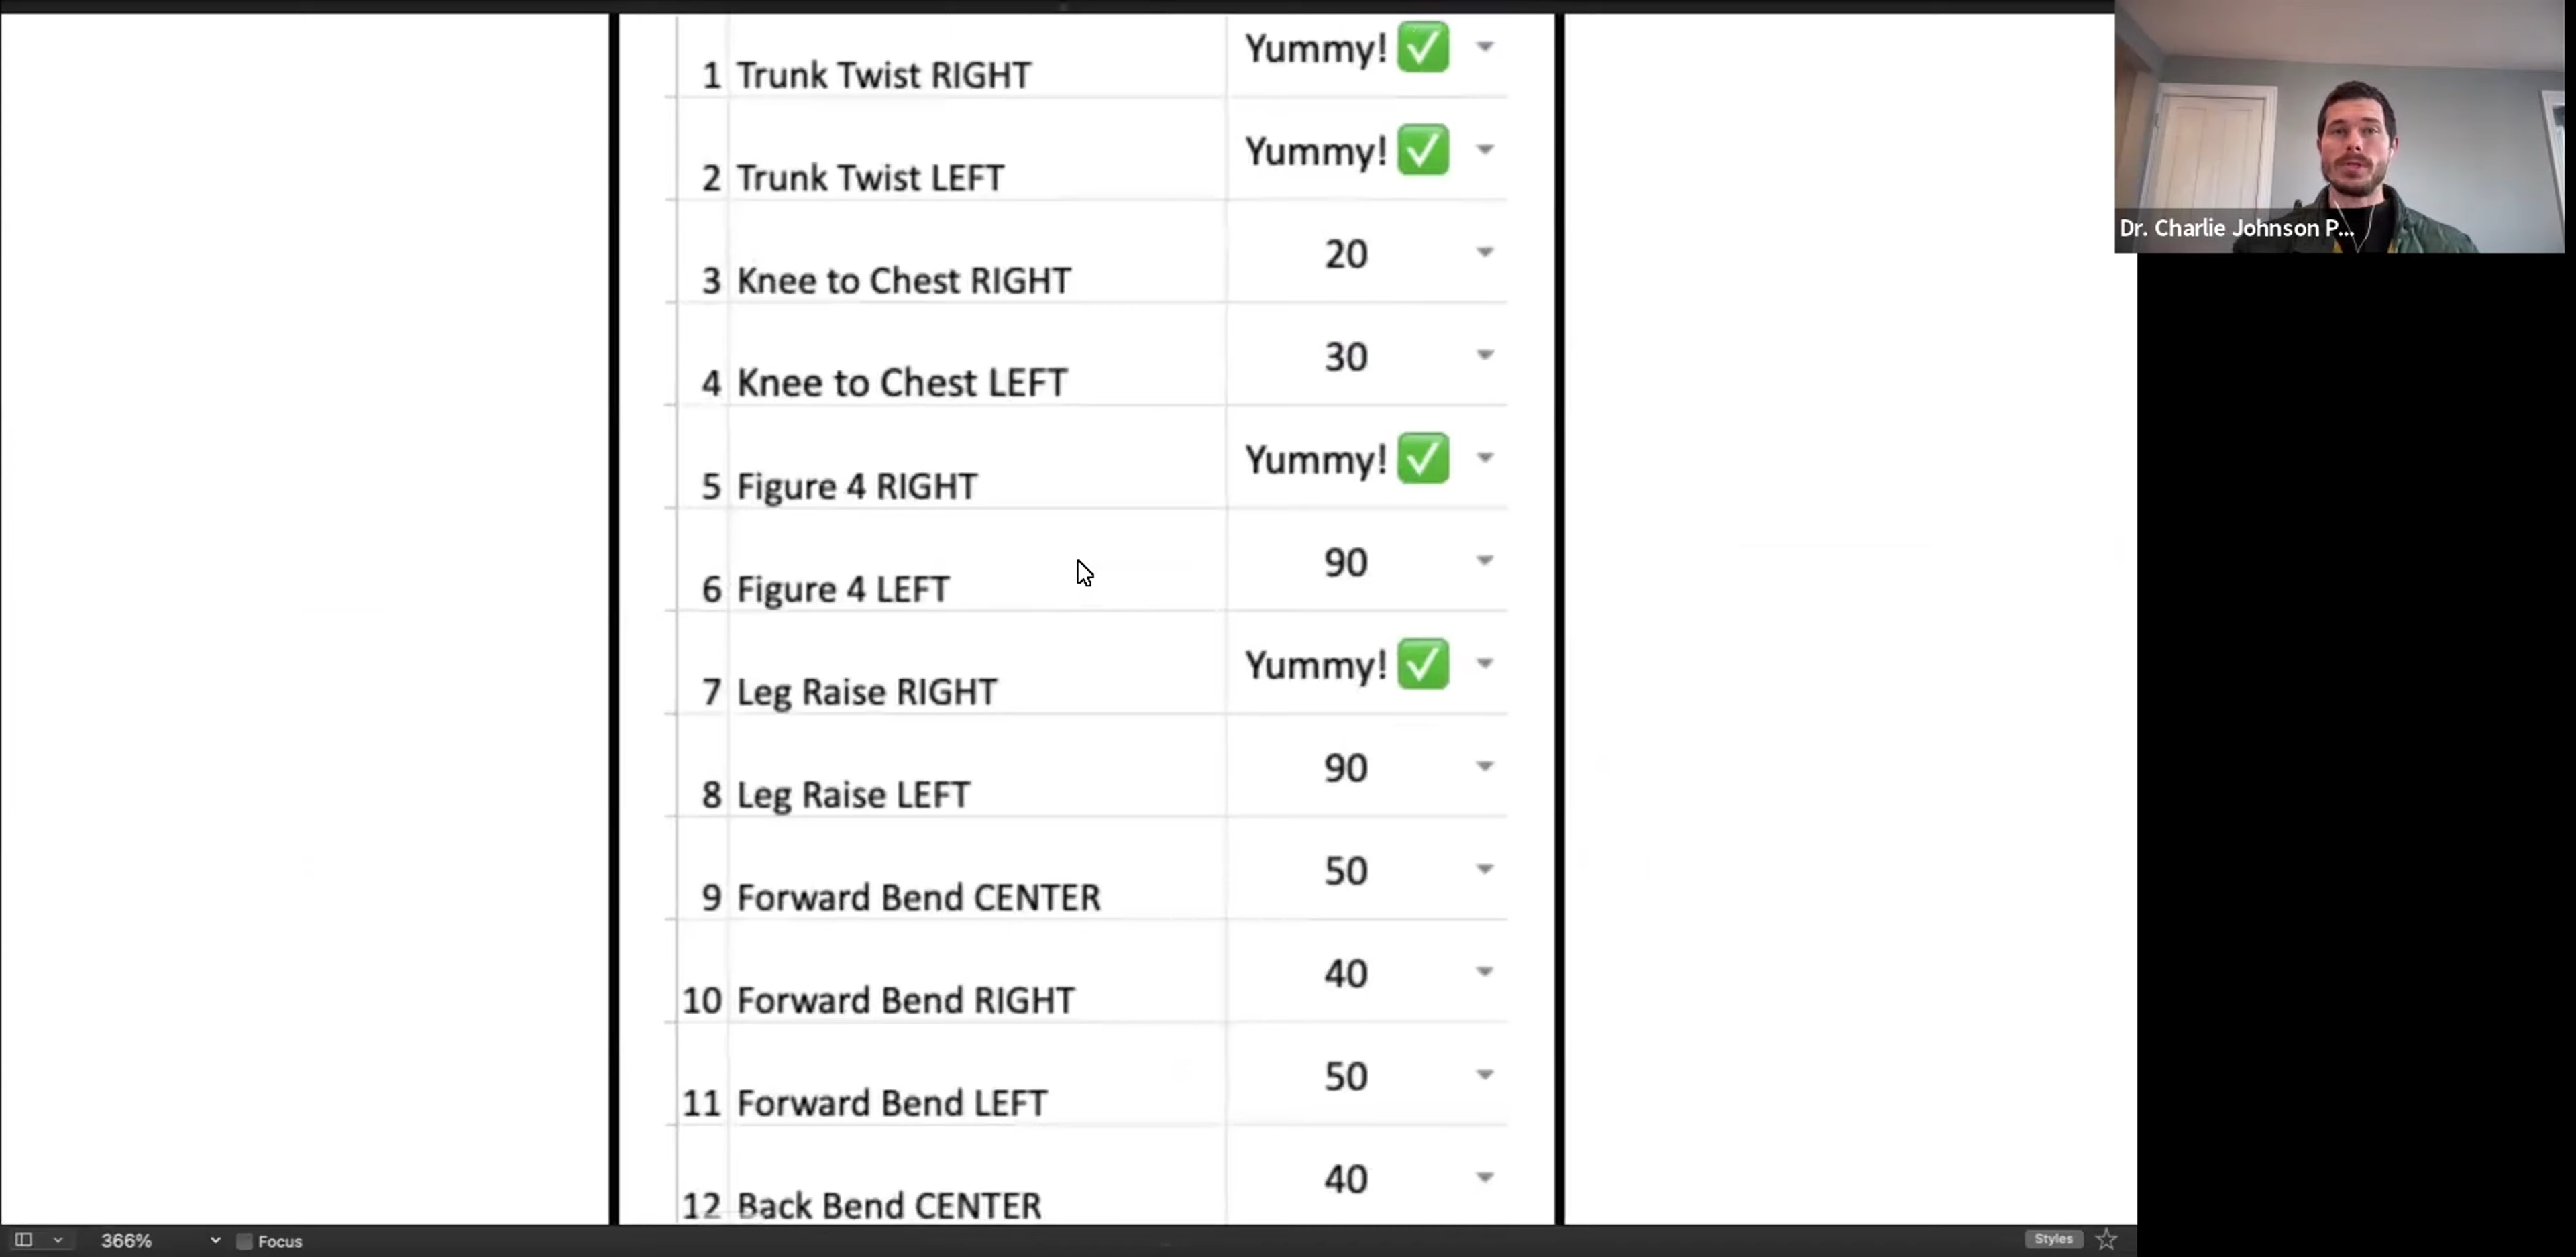 1 Trunk Twist RIGHT Yummy! ✅
2 Trunk Twist LEFT Yummy! ✅
3 Knee to Chest RIGHT 20
4 Knee to Chest LEFT 30
5 Figure 4 RIGHT Yummy! ✅
6 Figure 4 LEFT 90
7 Leg Raise RIGHT Yummy! ✅
8 Leg Raise LEFT 90
9 Forward Bend CENTER 50
10 Forward Bend RIGHT 40
11 Forward Bend LEFT 50
12 Back Bend CENTER 40
Dr. Charlie Johnson P...
366% Focus Styles